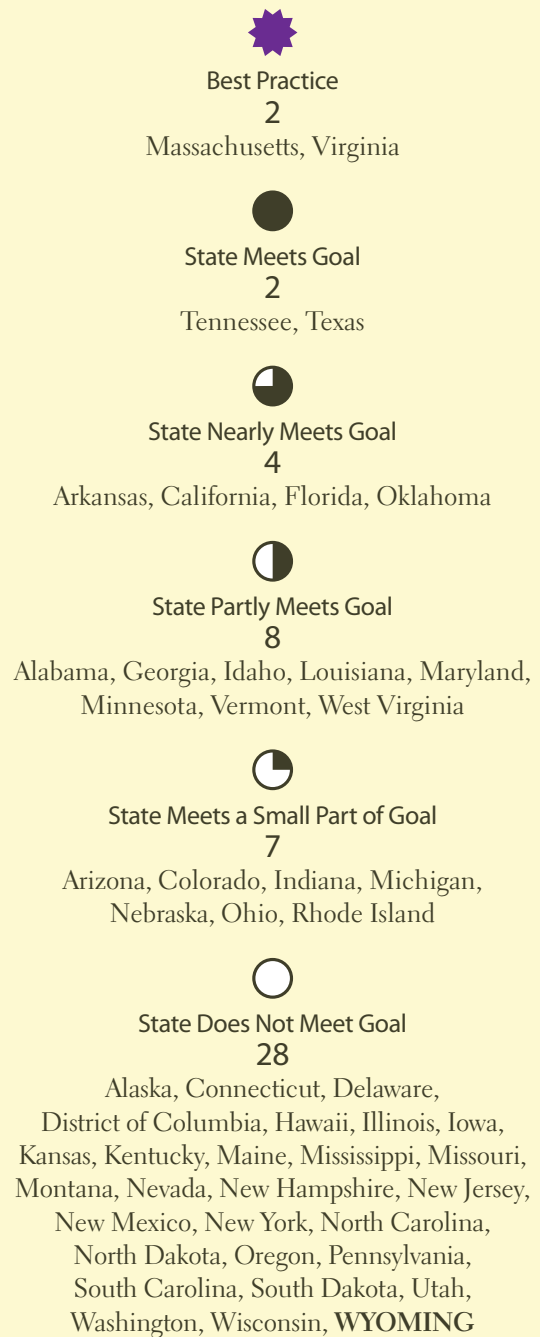 Best Practice
2
Massachusetts, Virginia
State Meets Goal
2
Tennessee, Texas
State Nearly Meets Goal
4
Arkansas, California, Florida, Oklahoma
State Partly Meets Goal
8
Alabama, Georgia, Idaho, Louisiana, Maryland,
Minnesota, Vermont, West Virginia
State Meets a Small Part of Goal
7
Arizona, Colorado, Indiana, Michigan,
Nebraska, Ohio, Rhode Island
State Does Not Meet Goal
28
Alaska, Connecticut, Delaware,
District of Columbia, Hawaii, Illinois, Iowa,
Kansas, Kentucky, Maine, Mississippi, Missouri,
Montana, Nevada, New Hampshire, New Jersey,
New Mexico, New York, North Carolina,
North Dakota, Oregon, Pennsylvania,
South Carolina, South Dakota, Utah,
Washington, Wisconsin, WYOMING